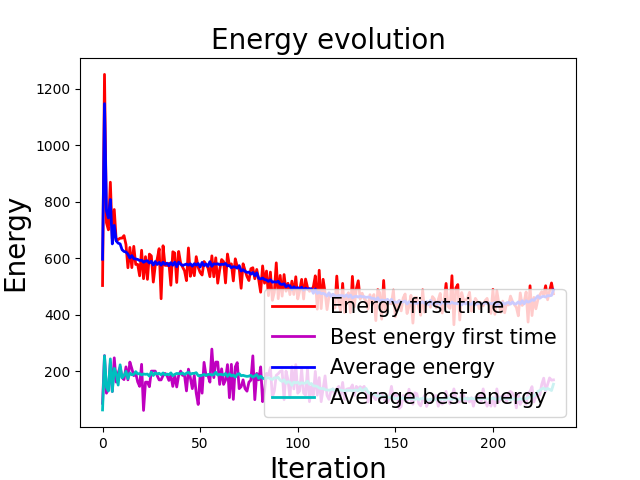 Energy evolution
1200
1000
800
600
400
200
Energy
0
50
100
150
200
Iteration
Energy first time
Best energy first time
Average energy
Average best energy